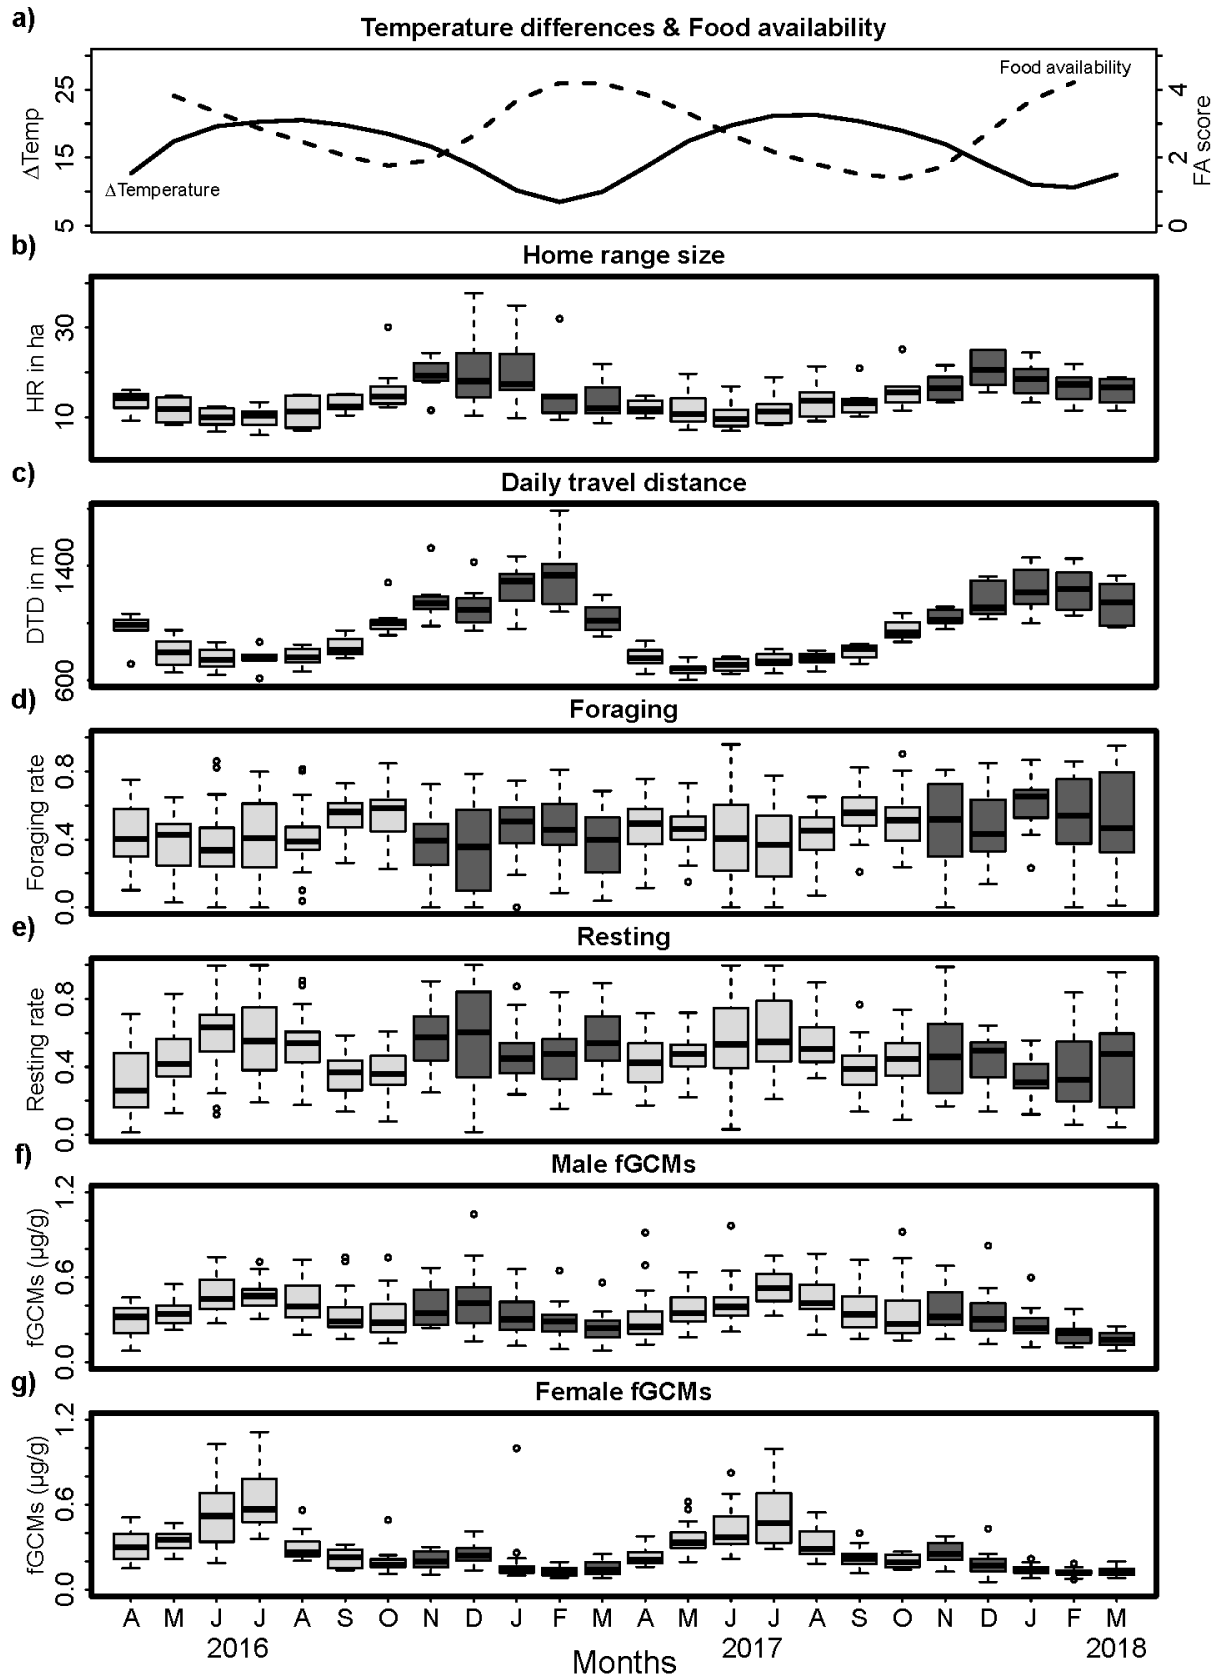 a)
Temperature differences & Food availability
ΔTemp
5 15 25
Food availability
ΔTemperature
FA score
0 2 4
b)
Home range size
HR in ha
10 30
c)
Daily travel distance
DTD in m
600 1400
d)
Foraging
Foraging rate
0.0 0.4 0.8
e)
Resting
Resting rate
0.0 0.4 0.8
f)
Male fGCMs
fGCMs (µg/g)
0.0 0.6 1.2
g)
Female fGCMs
fGCMs (µg/g)
0.0 0.6 1.2
A M J J A S O N D J F M A M J J A S O N D J F M
2016 2017 2018
Months